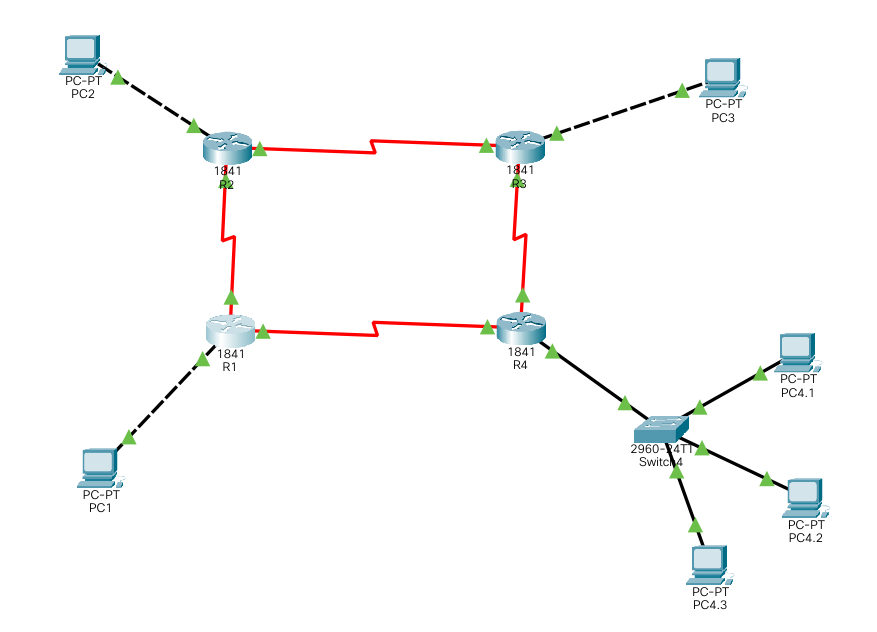 PC-PT
PC2
PC-PT
PC3
1841
R2
1841
R3
1841
R1
1841
R4
PC-PT
PC4.1
2960-24TT
Switch4
PC-PT
PC1
PC-PT
PC4.2
PC-PT
PC4.3